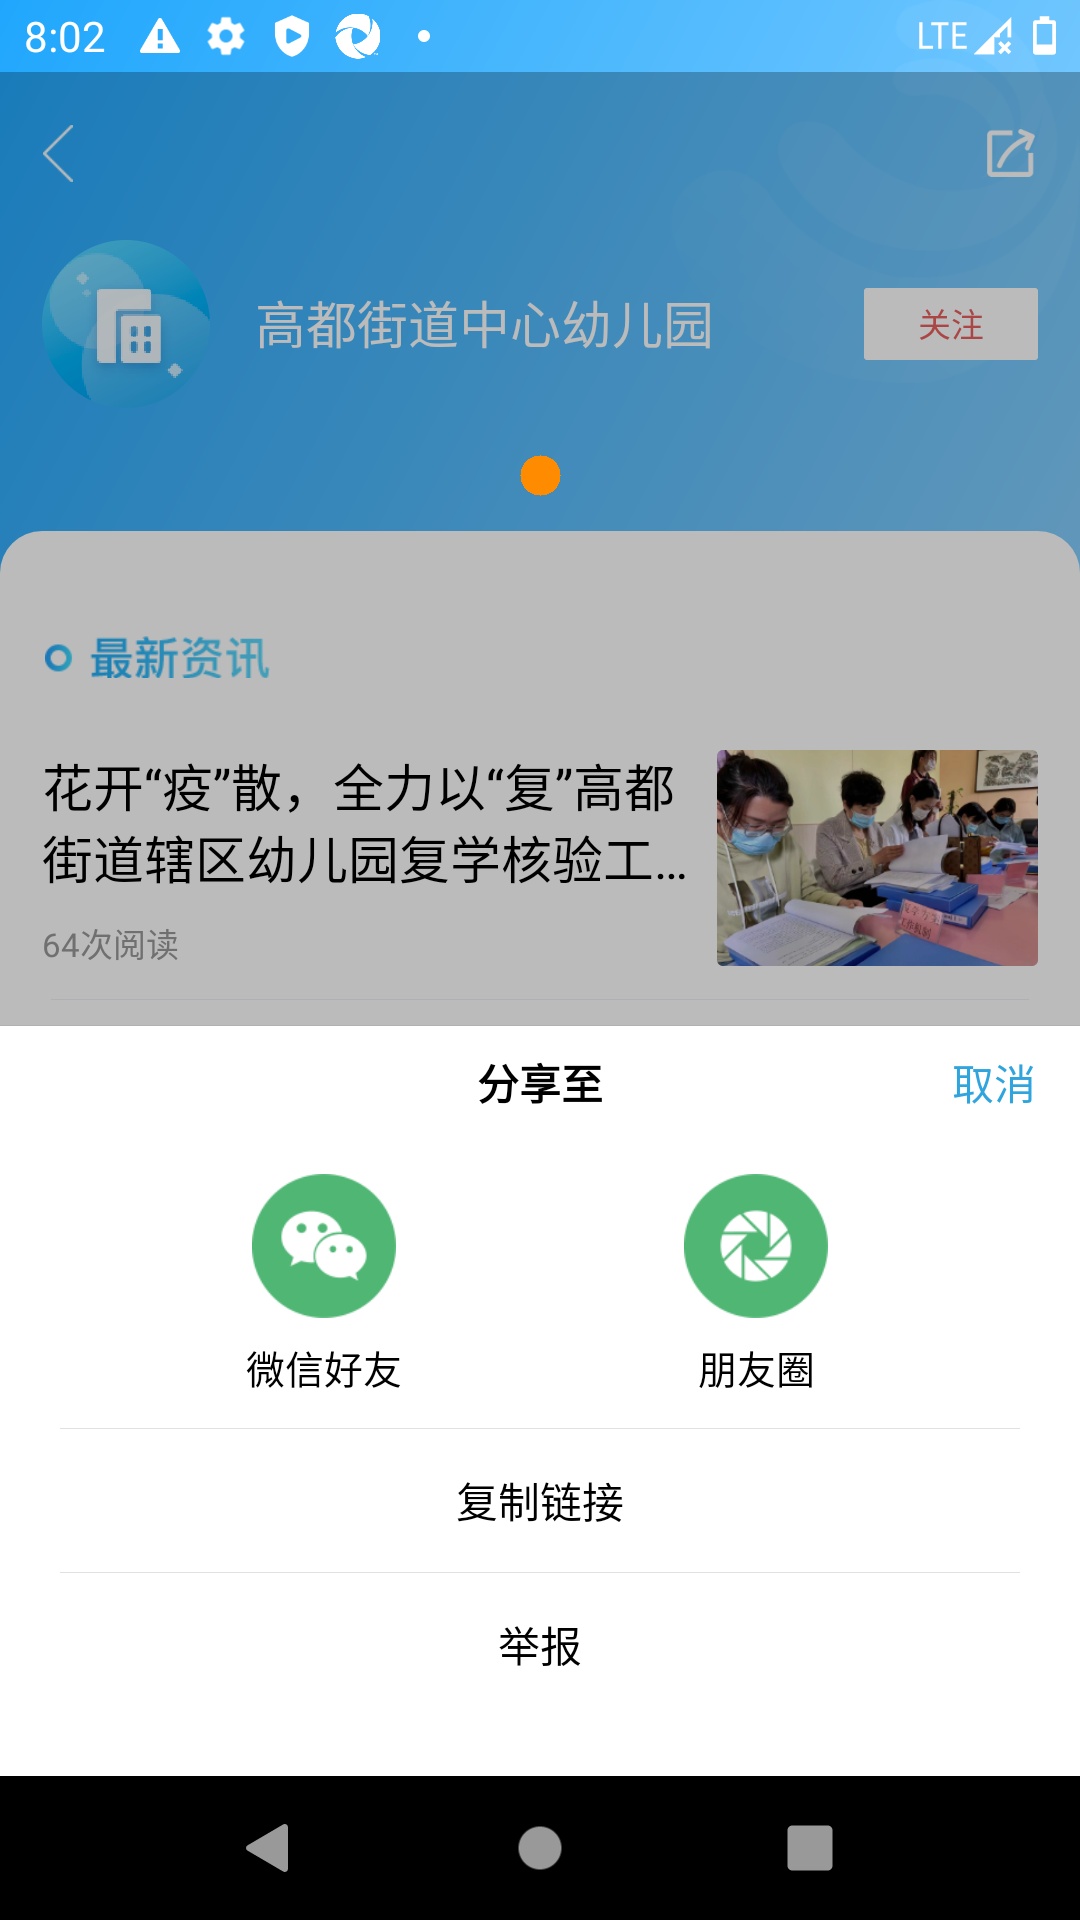 8:02
LTE
高都街道中心幼儿园
关注
最新资讯
花开“疫”散，全力以“复”高都
街道辖区幼儿园复学核验工...
64次阅读
分享至
取消
微信好友
朋友圈
复制链接
举报